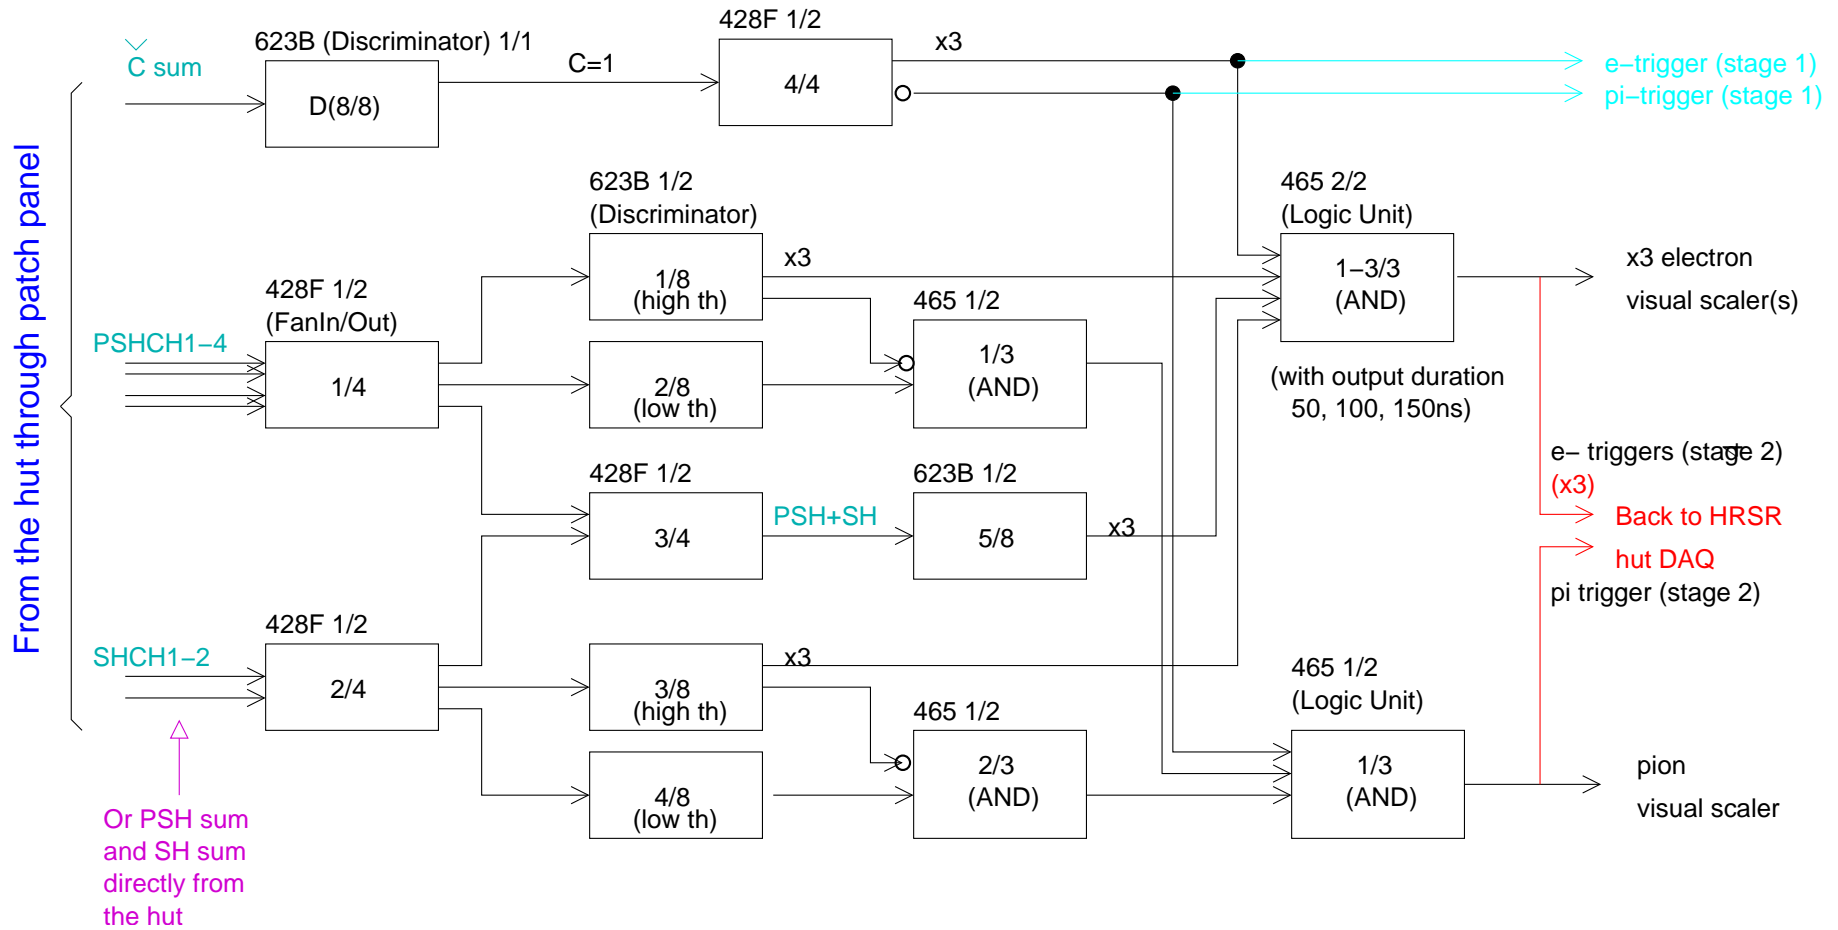 428F 1/2
623B (Discriminator) 1/1
x3
Č sum
C=1
e−trigger (stage 1)
4/4
pi−trigger (stage 1)
D(8/8)
From the hut through patch panel
623B 1/2
(Discriminator)
465 2/2
(Logic Unit)
x3
x3 electron
visual scaler(s)
1/8
(high th)
1−3/3
(AND)
428F 1/2
(FanIn/Out)
465 1/2
PSHCH1−4
1/4
2/8
(low th)
1/3
(AND)
(with output duration
50, 100, 150ns)
e− triggers (stage 2)
(x3)
428F 1/2
623B 1/2
PSH+SH
3/4
5/8
x3
Back to HRSR
hut DAQ
pi trigger (stage 2)
428F 1/2
SHCH1−2
2/4
x3
3/8
(high th)
465 1/2
(Logic Unit)
465 1/2
4/8
(low th)
2/3
(AND)
1/3
(AND)
pion
visual scaler
Or PSH sum
and SH sum
directly from
the hut